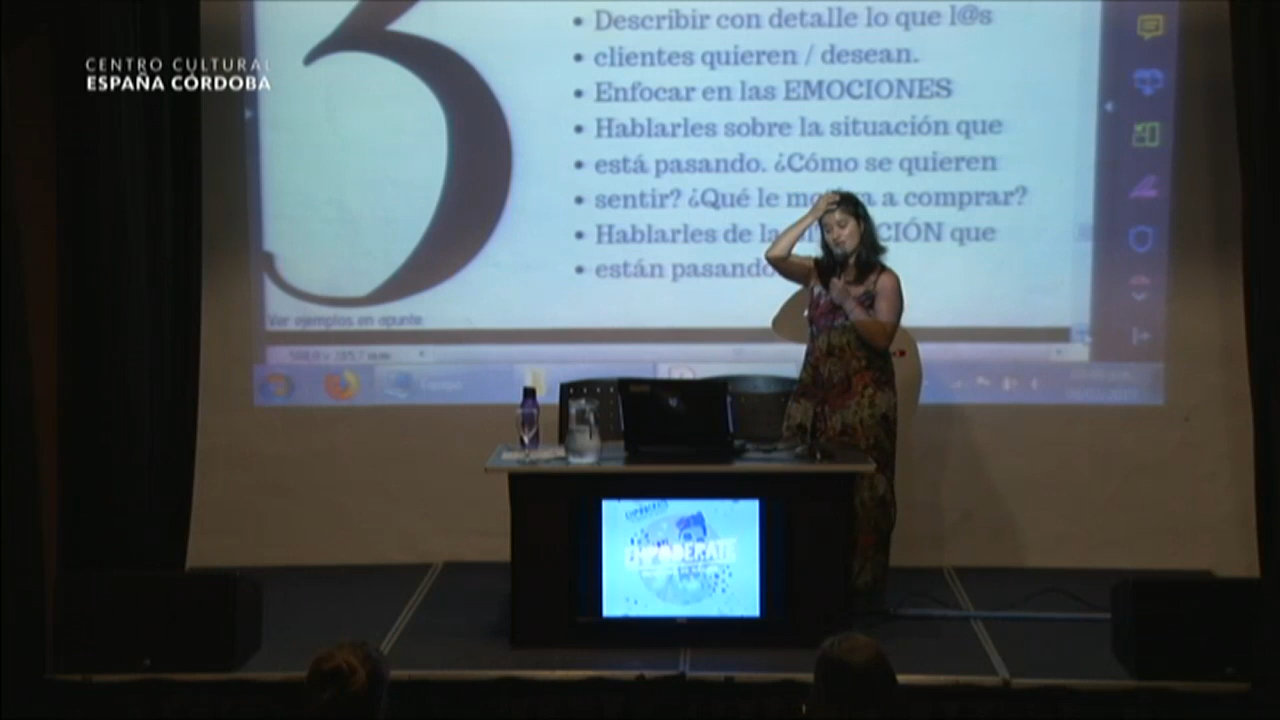 CENTRO CULTURAL
ESPAÑA CÓRDOBA
3
• Describir con detalle lo que l@s
• clientes quieren / desean.
• Enfocar en las EMOCIONES
• Hablarles sobre la situación que
• está pasando. ¿Cómo se quieren
• sentir? ¿Qué le a comprar?
• Hablarles de la que
• están pasando
Ver ejemplos en apunte
EMPODERATE